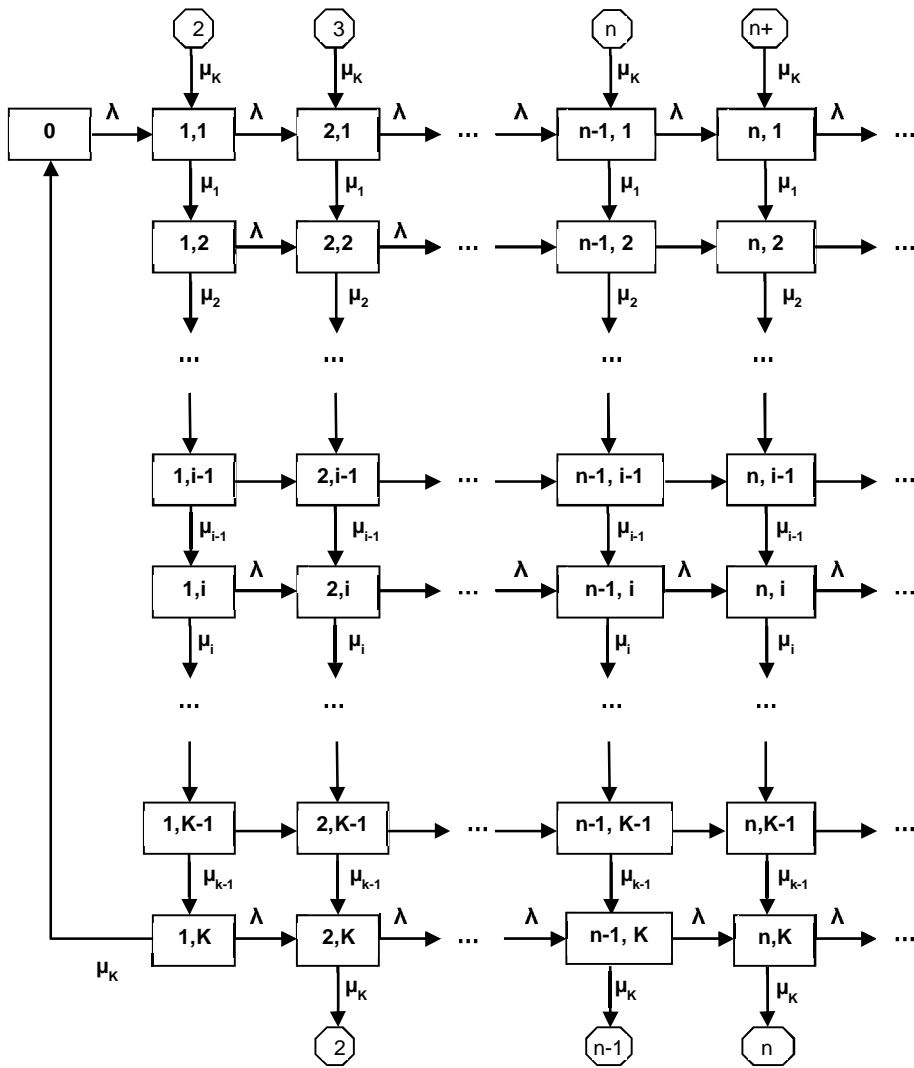 2 3 n n+
μK μK μK μK
λ λ λ λ λ λ
0 1,1 2,1 ... n-1, 1 n, 1 ...
μ1 μ1 μ1 μ1
λ λ
1,2 2,2 ... n-1, 2 n, 2 ...
μ2 μ2 μ2 μ2
... ... ... ...
1,i-1 2,i-1 ... n-1, i-1 n, i-1 ...
μi-1 μi-1 μi-1 μi-1
λ λ λ λ
1,i 2,i ... n-1, i n, i ...
μi μi μi μi
... ... ... ...
1,K-1 2,K-1 ... n-1, K-1 n,K-1 ...
μk-1 μk-1 μk-1 μk-1
λ λ λ λ λ
1,K 2,K ... n-1, K n,K ...
μK
μK μK μK
2 n-1 n